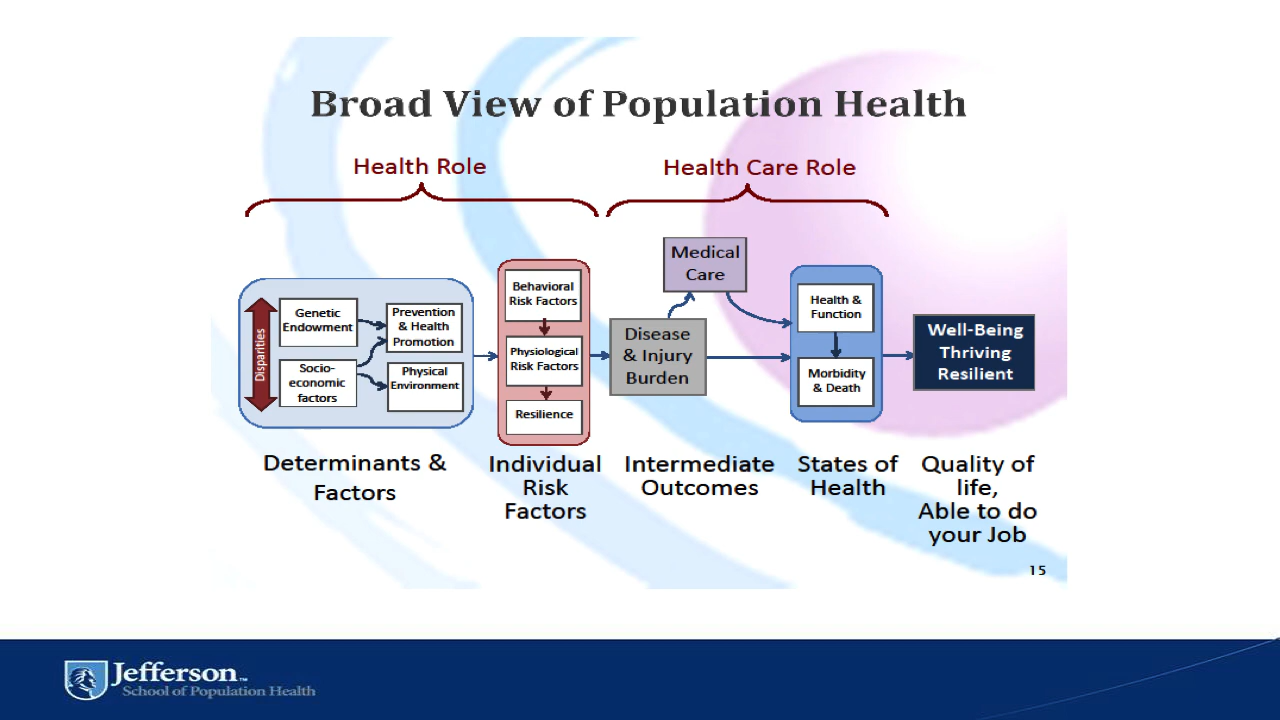 Broad View of Population Health
Health Role
Health Care Role
Disparities
Genetic
Endowment
Socio-
economic
factors
Prevention
& Health
Promotion
Physical
Environment
Behavioral
Risk Factors
Physiological
Risk Factors
Resilience
Medical
Care
Disease
& Injury
Burden
Health &
Function
Morbidity
& Death
Well-Being
Thriving
Resilient
Determinants &
Factors
Individual
Risk
Factors
Intermediate
Outcomes
States of
Health
Quality of
life,
Able to do
your Job
15
Jefferson™
School of Population Health